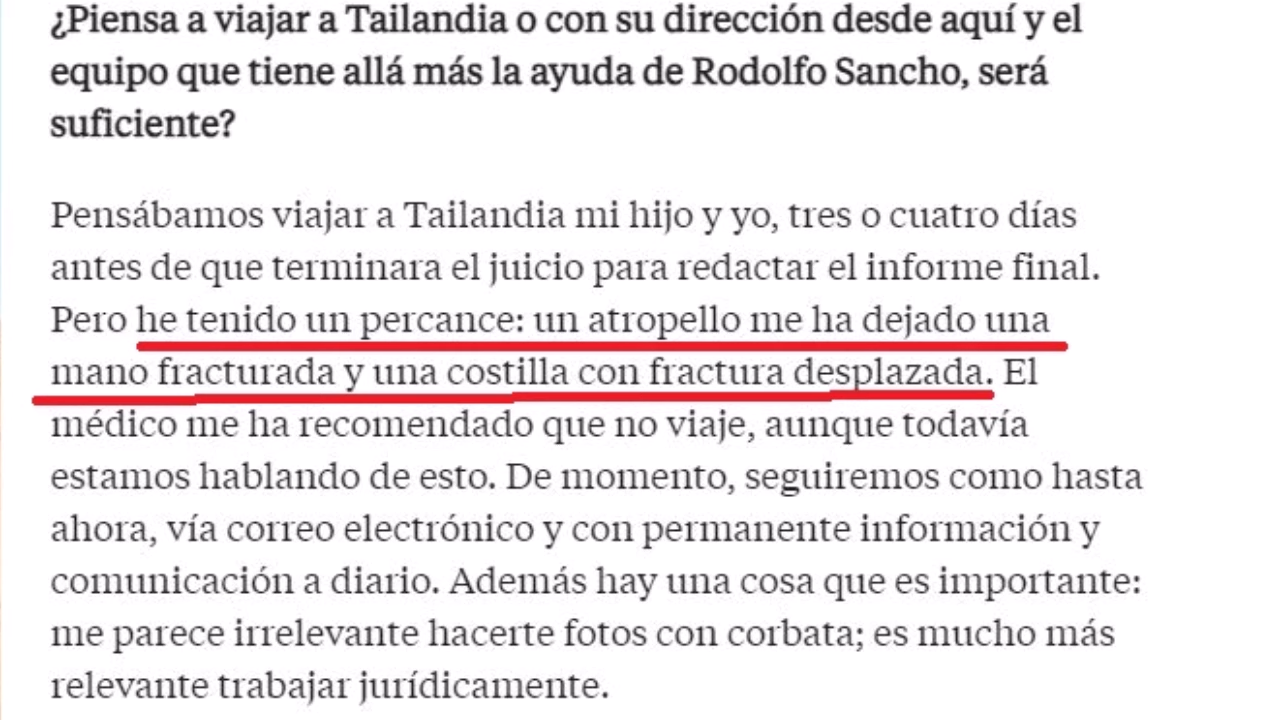 ¿Piensa a viajar a Tailandia o con su dirección desde aquí y el
equipo que tiene allá más la ayuda de Rodolfo Sancho, será
suficiente?
Pensábamos viajar a Tailandia mi hijo y yo, tres o cuatro días
antes de que terminara el juicio para redactar el informe final.
Pero he tenido un percance: un atropello me ha dejado una
mano fracturada y una costilla con fractura desplazada. El
médico me ha recomendado que no viaje, aunque todavía
estamos hablando de esto. De momento, seguiremos como hasta
ahora, vía correo electrónico y con permanente información y
comunicación a diario. Además hay una cosa que es importante:
me parece irrelevante hacerte fotos con corbata; es mucho más
relevante trabajar jurídicamente.